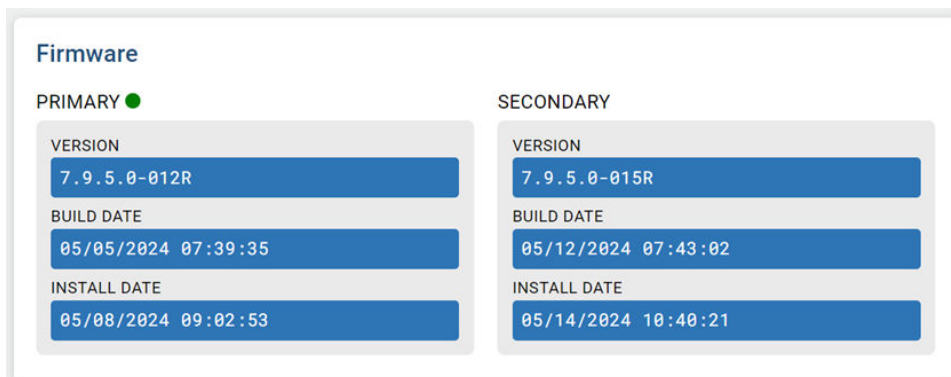 Firmware
PRIMARY
VERSION
7.9.5.0-012R
BUILD DATE
05/05/2024 07:39:35
INSTALL DATE
05/08/2024 09:02:53
SECONDARY
VERSION
7.9.5.0-015R
BUILD DATE
05/12/2024 07:43:02
INSTALL DATE
05/14/2024 10:40:21